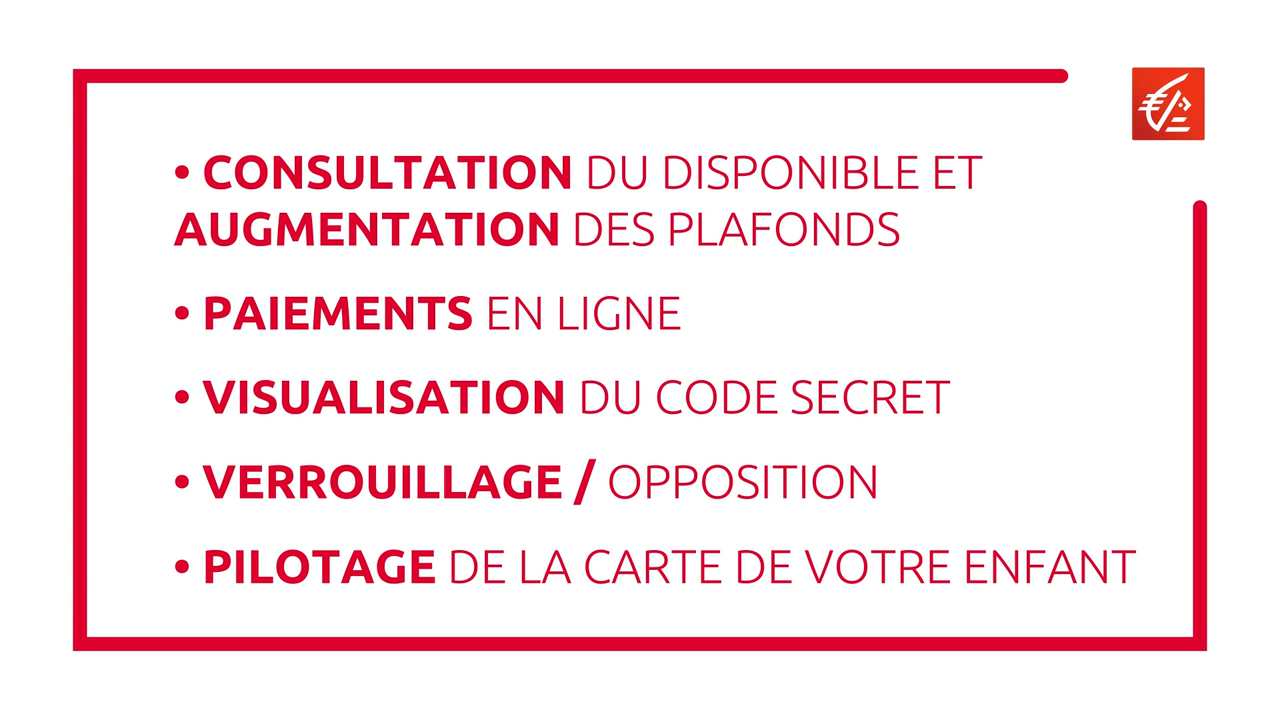 • CONSULTATION DU DISPONIBLE ET
AUGMENTATION DES PLAFONDS
• PAIEMENTS EN LIGNE
• VISUALISATION DU CODE SECRET
• VERROUILLAGE / OPPOSITION
• PILOTAGE DE LA CARTE DE VOTRE ENFANT